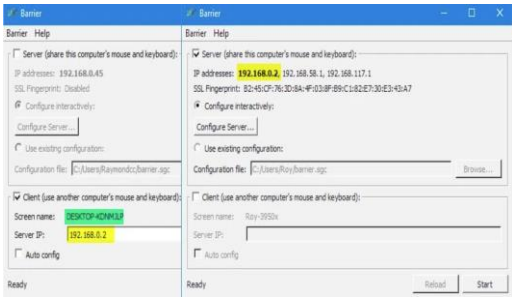 Barrier
Barrier Help
Server (share this computer's mouse and keyboard):
IP addresses: 192.168.0.45
SSL Fingerprint: Disabled
Configure interactively:
Configure Server...
Use existing configuration:
Configuration file: C:/Users/Raymondcc/barrier.sgc
Client (use another computer's mouse and keyboard):
Screen name: DESKTOP-KDNM3LP
Server IP: 192.168.0.2
Auto config
Ready
Barrier
Barrier Help
Server (share this computer's mouse and keyboard):
IP addresses: 192.168.0.2, 192.168.58.1, 192.168.117.1
SSL Fingerprint: B2:45:CF:76:3D:8A:4F:03:8F:B9:C1:82:E7:30:E3:43:A7
Configure interactively:
Configure Server...
Use existing configuration:
Configuration file: C:/Users/Roy/barrier.sgc Browse...
Client (use another computer's mouse and keyboard):
Screen name: Roy-3950x
Server IP:
Auto config
Ready Reload Start